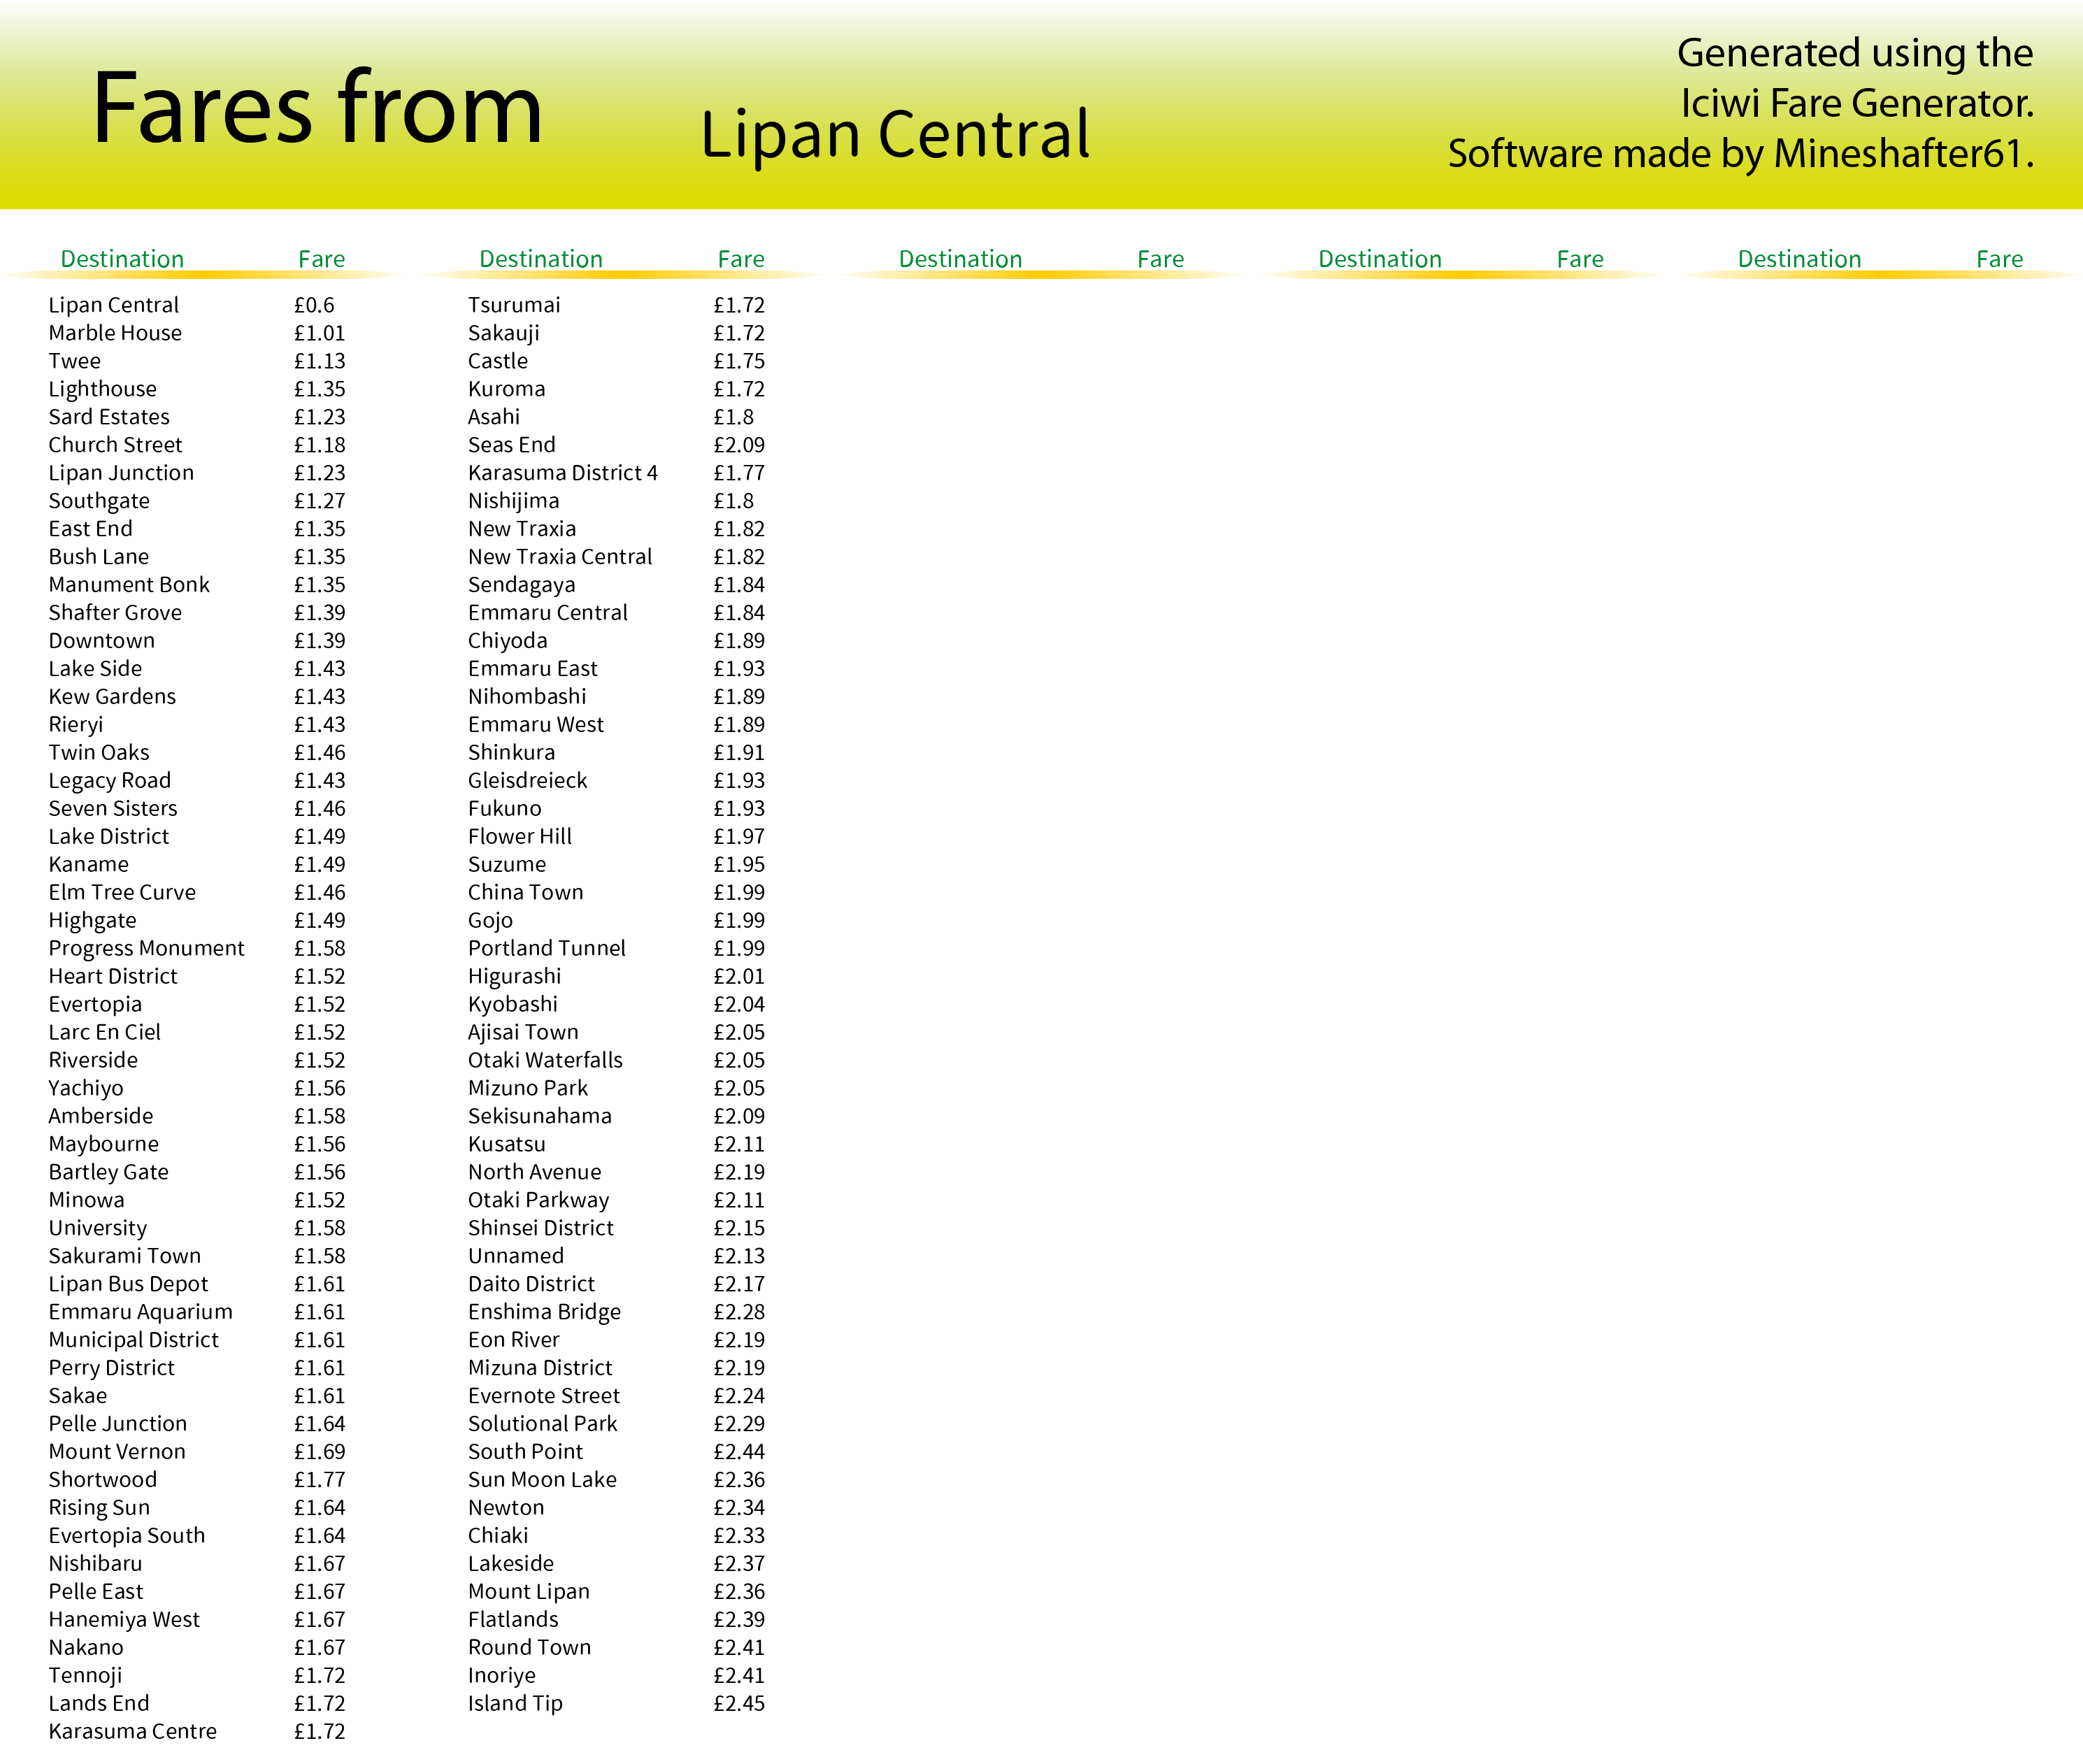 Fares from
Lipan Central
Generated using the
Iciwi Fare Generator.
Software made by Mineshafter61.
Destination Fare
Lipan Central £0.6
Marble House £1.01
Twee £1.13
Lighthouse £1.35
Sard Estates £1.23
Church Street £1.18
Lipan Junction £1.23
Southgate £1.27
East End £1.35
Bush Lane £1.35
Manument Bonk £1.35
Shafter Grove £1.39
Downtown £1.39
Lake Side £1.43
Kew Gardens £1.43
Rieryi £1.43
Twin Oaks £1.46
Legacy Road £1.43
Seven Sisters £1.46
Lake District £1.49
Kaname £1.49
Elm Tree Curve £1.46
Highgate £1.49
Progress Monument £1.58
Heart District £1.52
Evertopia £1.52
Larc En Ciel £1.52
Riverside £1.52
Yachiyo £1.56
Amberside £1.58
Maybourne £1.56
Bartley Gate £1.56
Minowa £1.52
University £1.58
Sakurami Town £1.58
Lipan Bus Depot £1.61
Emmaru Aquarium £1.61
Municipal District £1.61
Perry District £1.61
Sakae £1.61
Pelle Junction £1.64
Mount Vernon £1.69
Shortwood £1.77
Rising Sun £1.64
Evertopia South £1.64
Nishibaru £1.67
Pelle East £1.67
Hanemiya West £1.67
Nakano £1.67
Tennoji £1.72
Lands End £1.72
Karasuma Centre £1.72
Destination Fare
Tsurumai £1.72
Sakauji £1.72
Castle £1.75
Kuroma £1.72
Asahi £1.8
Seas End £2.09
Karasuma District 4 £1.77
Nishijima £1.8
New Traxia £1.82
New Traxia Central £1.82
Sendagaya £1.84
Emmaru Central £1.84
Chiyoda £1.89
Emmaru East £1.93
Nihombashi £1.89
Emmaru West £1.89
Shinkura £1.91
Gleisdreieck £1.93
Fukuno £1.93
Flower Hill £1.97
Suzume £1.95
China Town £1.99
Gojo £1.99
Portland Tunnel £1.99
Higurashi £2.01
Kyobashi £2.04
Ajisai Town £2.05
Otaki Waterfalls £2.05
Mizuno Park £2.05
Sekisunahama £2.09
Kusatsu £2.11
North Avenue £2.19
Otaki Parkway £2.11
Shinsei District £2.15
Unnamed £2.13
Daito District £2.17
Enshima Bridge £2.28
Eon River £2.19
Mizuna District £2.19
Evernote Street £2.24
Solutional Park £2.29
South Point £2.44
Sun Moon Lake £2.36
Newton £2.34
Chiaki £2.33
Lakeside £2.37
Mount Lipan £2.36
Flatlands £2.39
Round Town £2.41
Inoriye £2.41
Island Tip £2.45
Destination Fare
Destination Fare
Destination Fare